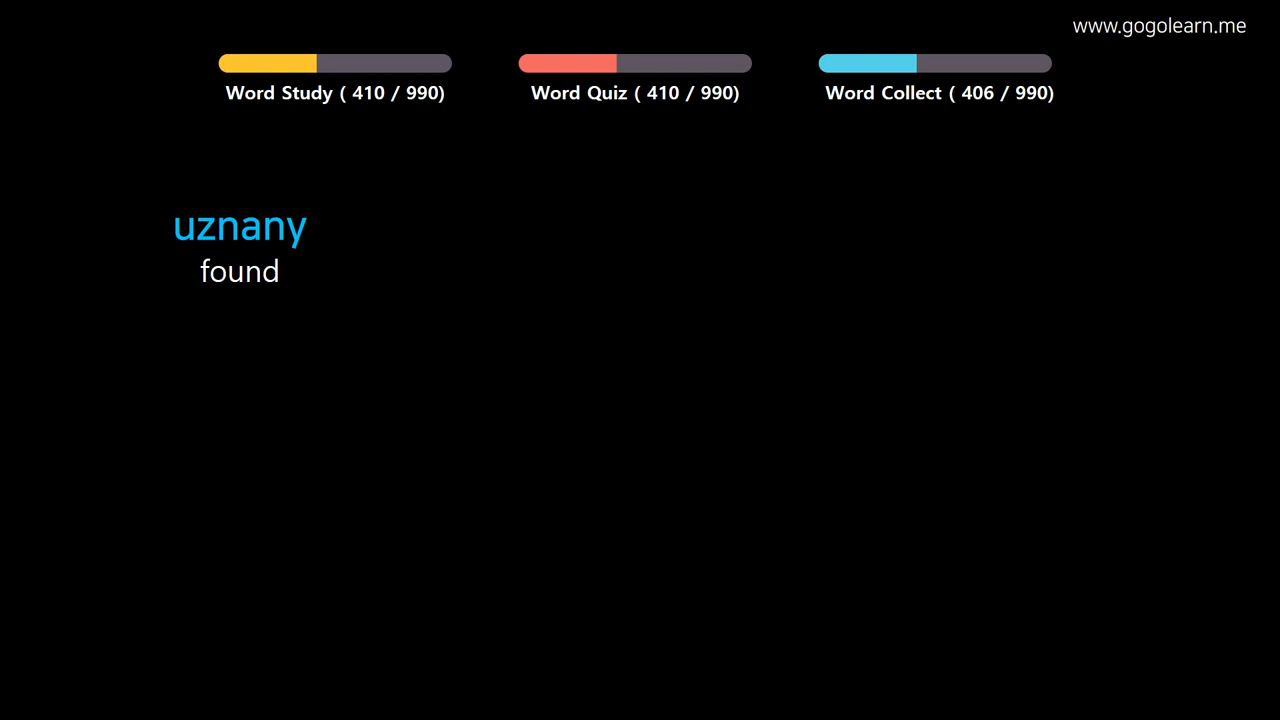 www.gogolearn.me
Word Study ( 410 / 990)
Word Quiz ( 410 / 990)
Word Collect ( 406 / 990)
uznany
found